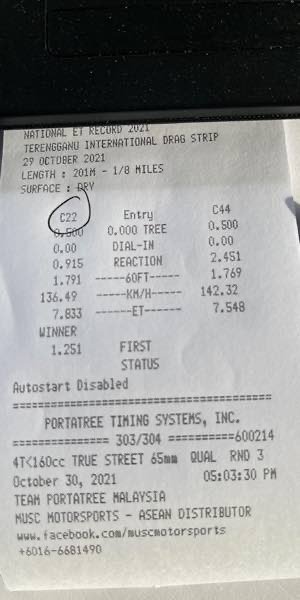 NATIONAL ET RECORD 2021
TERENGGANU INTERNATIONAL DRAG STRIP
29 OCTOBER 2021
LENGTH : 201M - 1/8 MILES
SURFACE : DRY
C22 Entry C44
0.500 0.000 TREE 0.500
0.00 DIAL-IN 0.00
0.915 REACTION 2.451
1.791 -----60FT----- 1.769
136.49 -----KM/H----- 142.32
7.833 ------ET------ 7.548
WINNER
1.251 FIRST
STATUS
Autostart Disabled
========================================
PORTATREE TIMING SYSTEMS, INC.
=============== 303/304 ==========600214
4T<160cc TRUE STREET 65mm QUAL RND 3
October 30, 2021 05:03:30 PM
TEAM PORTATREE MALAYSIA
MUSC MOTORSPORTS - ASEAN DISTRIBUTOR
www.facebook.com/muscmotorsports
+6016-6681490